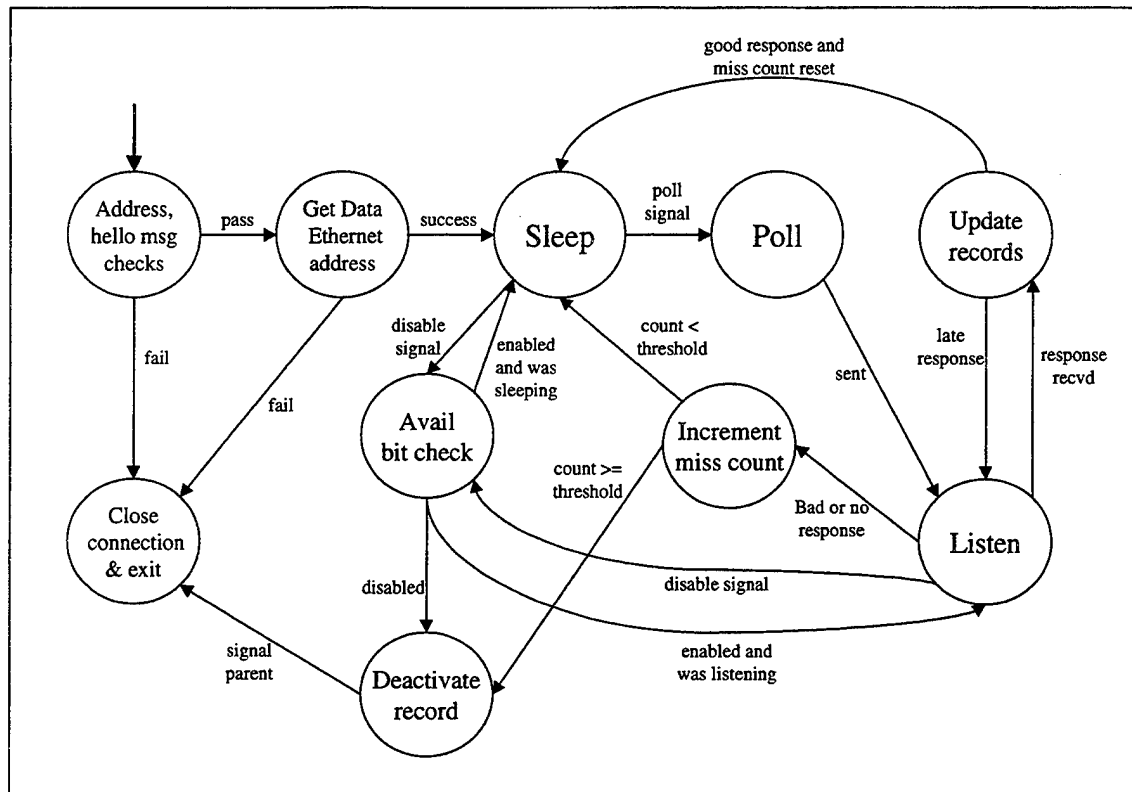 good response and
miss count reset
Address,
hello msg
checks
pass
Get Data
Ethernet
address
success
Sleep
poll
signal
Poll
Update
records
fail
fail
disable
signal
enabled
and was
sleeping
count <
threshold
sent
late
response
response
recvd
Avail
bit check
Increment
miss count
count >=
threshold
Bad or no
response
Close
connection
& exit
Listen
disabled
disable signal
signal
parent
enabled and
was listening
Deactivate
record